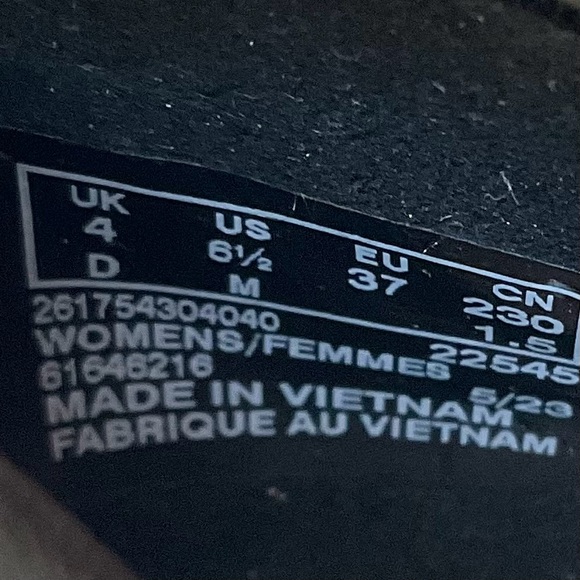 UK US EU CN
4 6½ 37 230
D M 1.5
261754304040 22545
WOMENS/FEMMES
61646216 5/23
MADE IN VIETNAM
FABRIQUE AU VIETNAM